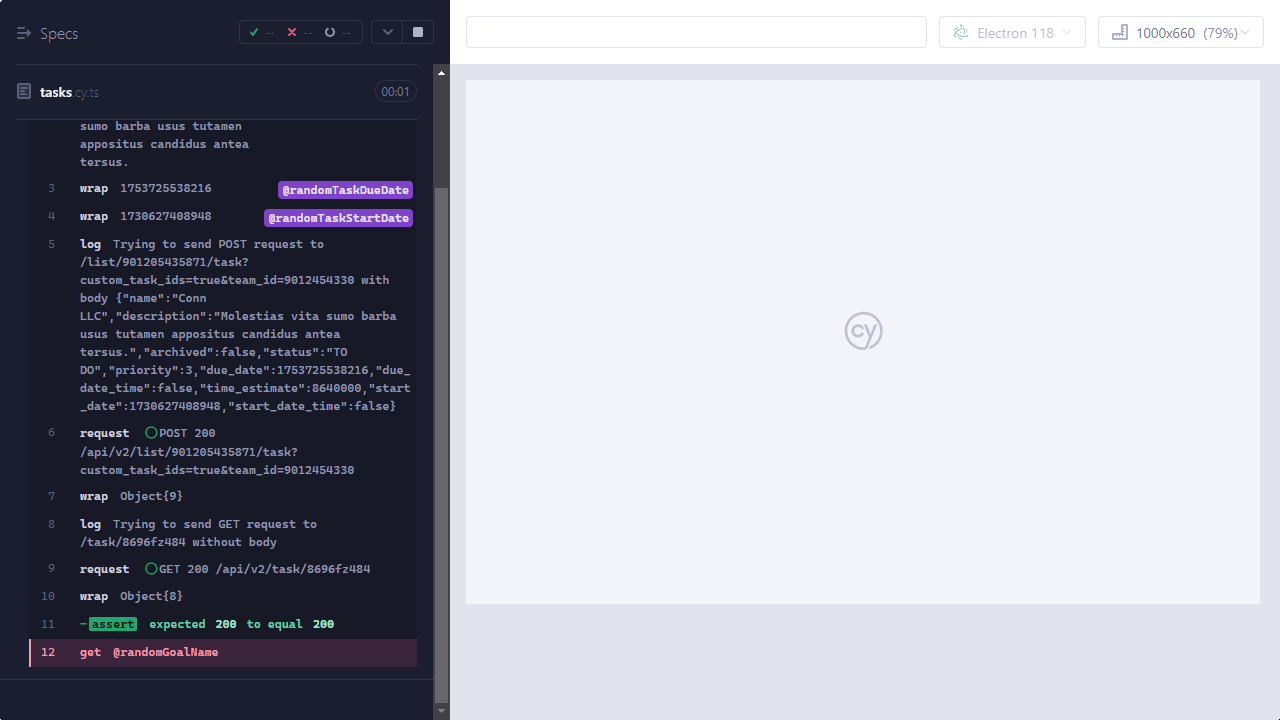 Specs
-- -- --
Electron 118
1000x660 (79%)
tasks.cy.ts 00:01
sumo barba usus tutamen
appositus candidus antea
tersus.
3 wrap 1753725538216 @randomTaskDueDate
4 wrap 1730627408948 @randomTaskStartDate
5 log Trying to send POST request to
/list/901205435871/task?
custom_task_ids=true&team_id=9012454330 with
body {"name":"Conn
LLC","description":"Molestias vita sumo barba
usus tutamen appositus candidus antea
tersus.","archived":false,"status":"TO
DO","priority":3,"due_date":1753725538216,"due_
date_time":false,"time_estimate":8640000,"start
_date":1730627408948,"start_date_time":false}
6 request POST 200
/api/v2/list/901205435871/task?
custom_task_ids=true&team_id=9012454330
7 wrap Object{9}
8 log Trying to send GET request to
/task/8696fz484 without body
9 request GET 200 /api/v2/task/8696fz484
10 wrap Object{8}
11 -assert expected 200 to equal 200
12 get @randomGoalName
cy